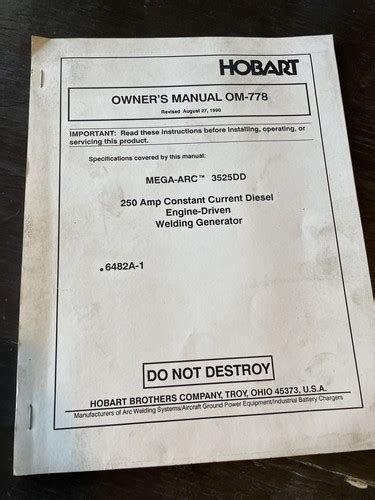 HOBART
OWNER'S MANUAL OM-778
Revised August 27, 1990
IMPORTANT: Read these instructions before installing, operating, or
servicing this product.
Specifications covered by this manual:
MEGA-ARC™ 3525DD
250 Amp Constant Current Diesel
Engine-Driven
Welding Generator
.6482A-1
DO NOT DESTROY
HOBART BROTHERS COMPANY, TROY, OHIO 45373, U.S.A.
Manufacturers of Arc Welding Systems/Aircraft Ground Power Equipment/Industrial Battery Chargers